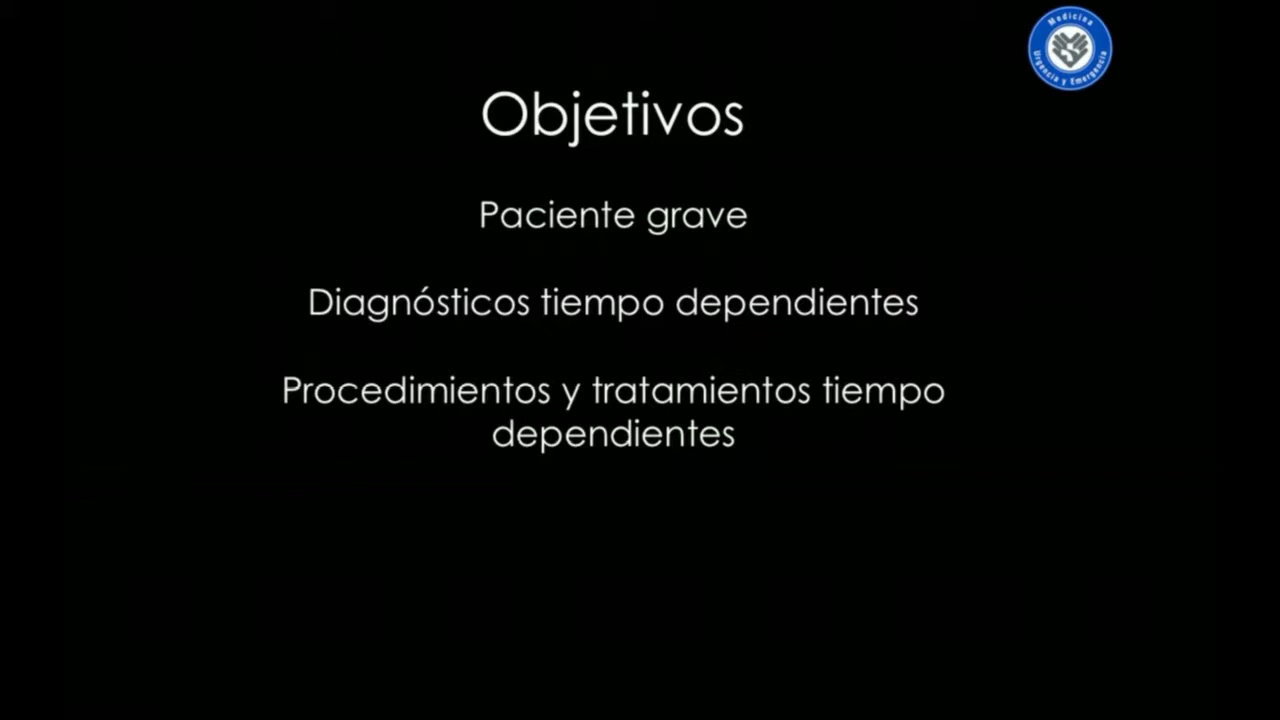 Medicina
Urgencia y Emergencia
Objetivos
Paciente grave
Diagnósticos tiempo dependientes
Procedimientos y tratamientos tiempo
dependientes